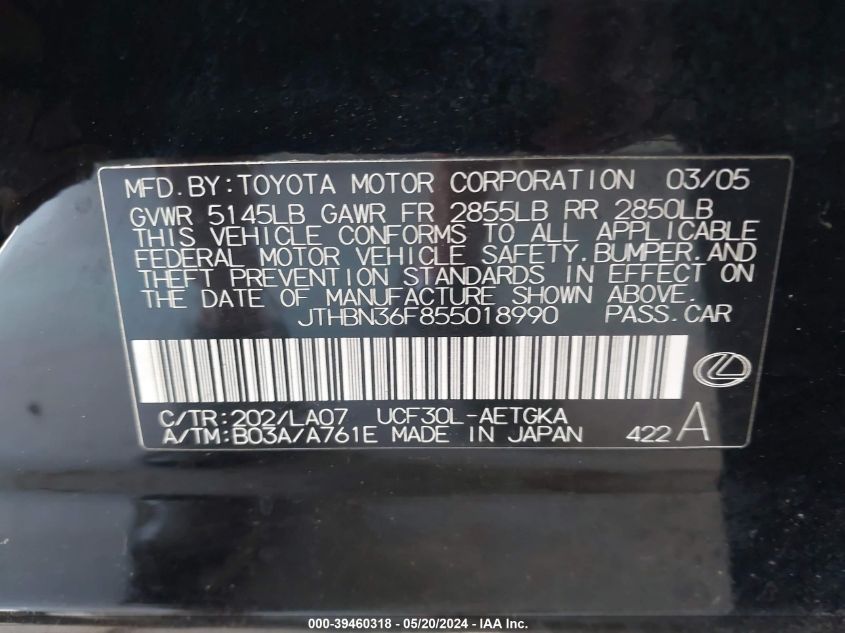 MFD.BY:TOYOTA MOTOR CORPORATION 03/05
GVWR 5145LB GAWR FR 2855LB RR 2850LB
THIS VEHICLE CONFORMS TO ALL APPLICABLE
FEDERAL MOTOR VEHICLE SAFETY.BUMPER.AND
THEFT PREVENTION STANDARDS IN EFFECT ON
THE DATE OF MANUFACTURE SHOWN ABOVE.
JTHBN36F855018990 PASS.CAR
C/TR:202/LA07 UCF30L-AETGKA
A/TM:B03A/A761E MADE IN JAPAN 422A
000-39460318 - 05/20/2024 - IAA Inc.